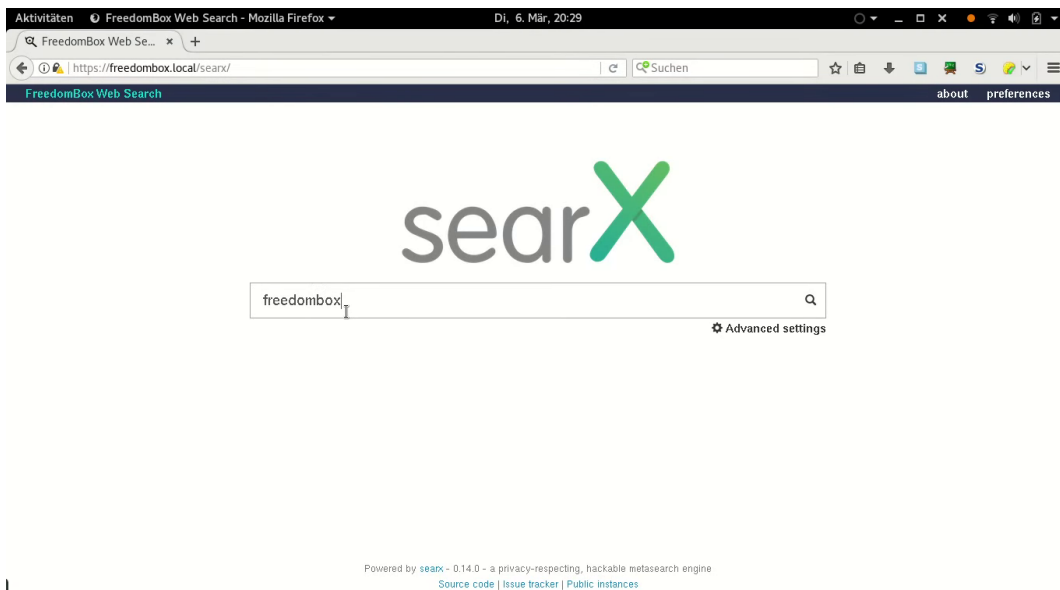 Aktivitäten FreedomBox Web Search - Mozilla Firefox Di, 6. Mär, 20:29
FreedomBox Web Se...
https://freedombox.local/searx/ Suchen
FreedomBox Web Search about preferences
searX
freedombox
Advanced settings
Powered by searx - 0.14.0 - a privacy-respecting, hackable metasearch engine
Source code | Issue tracker | Public instances